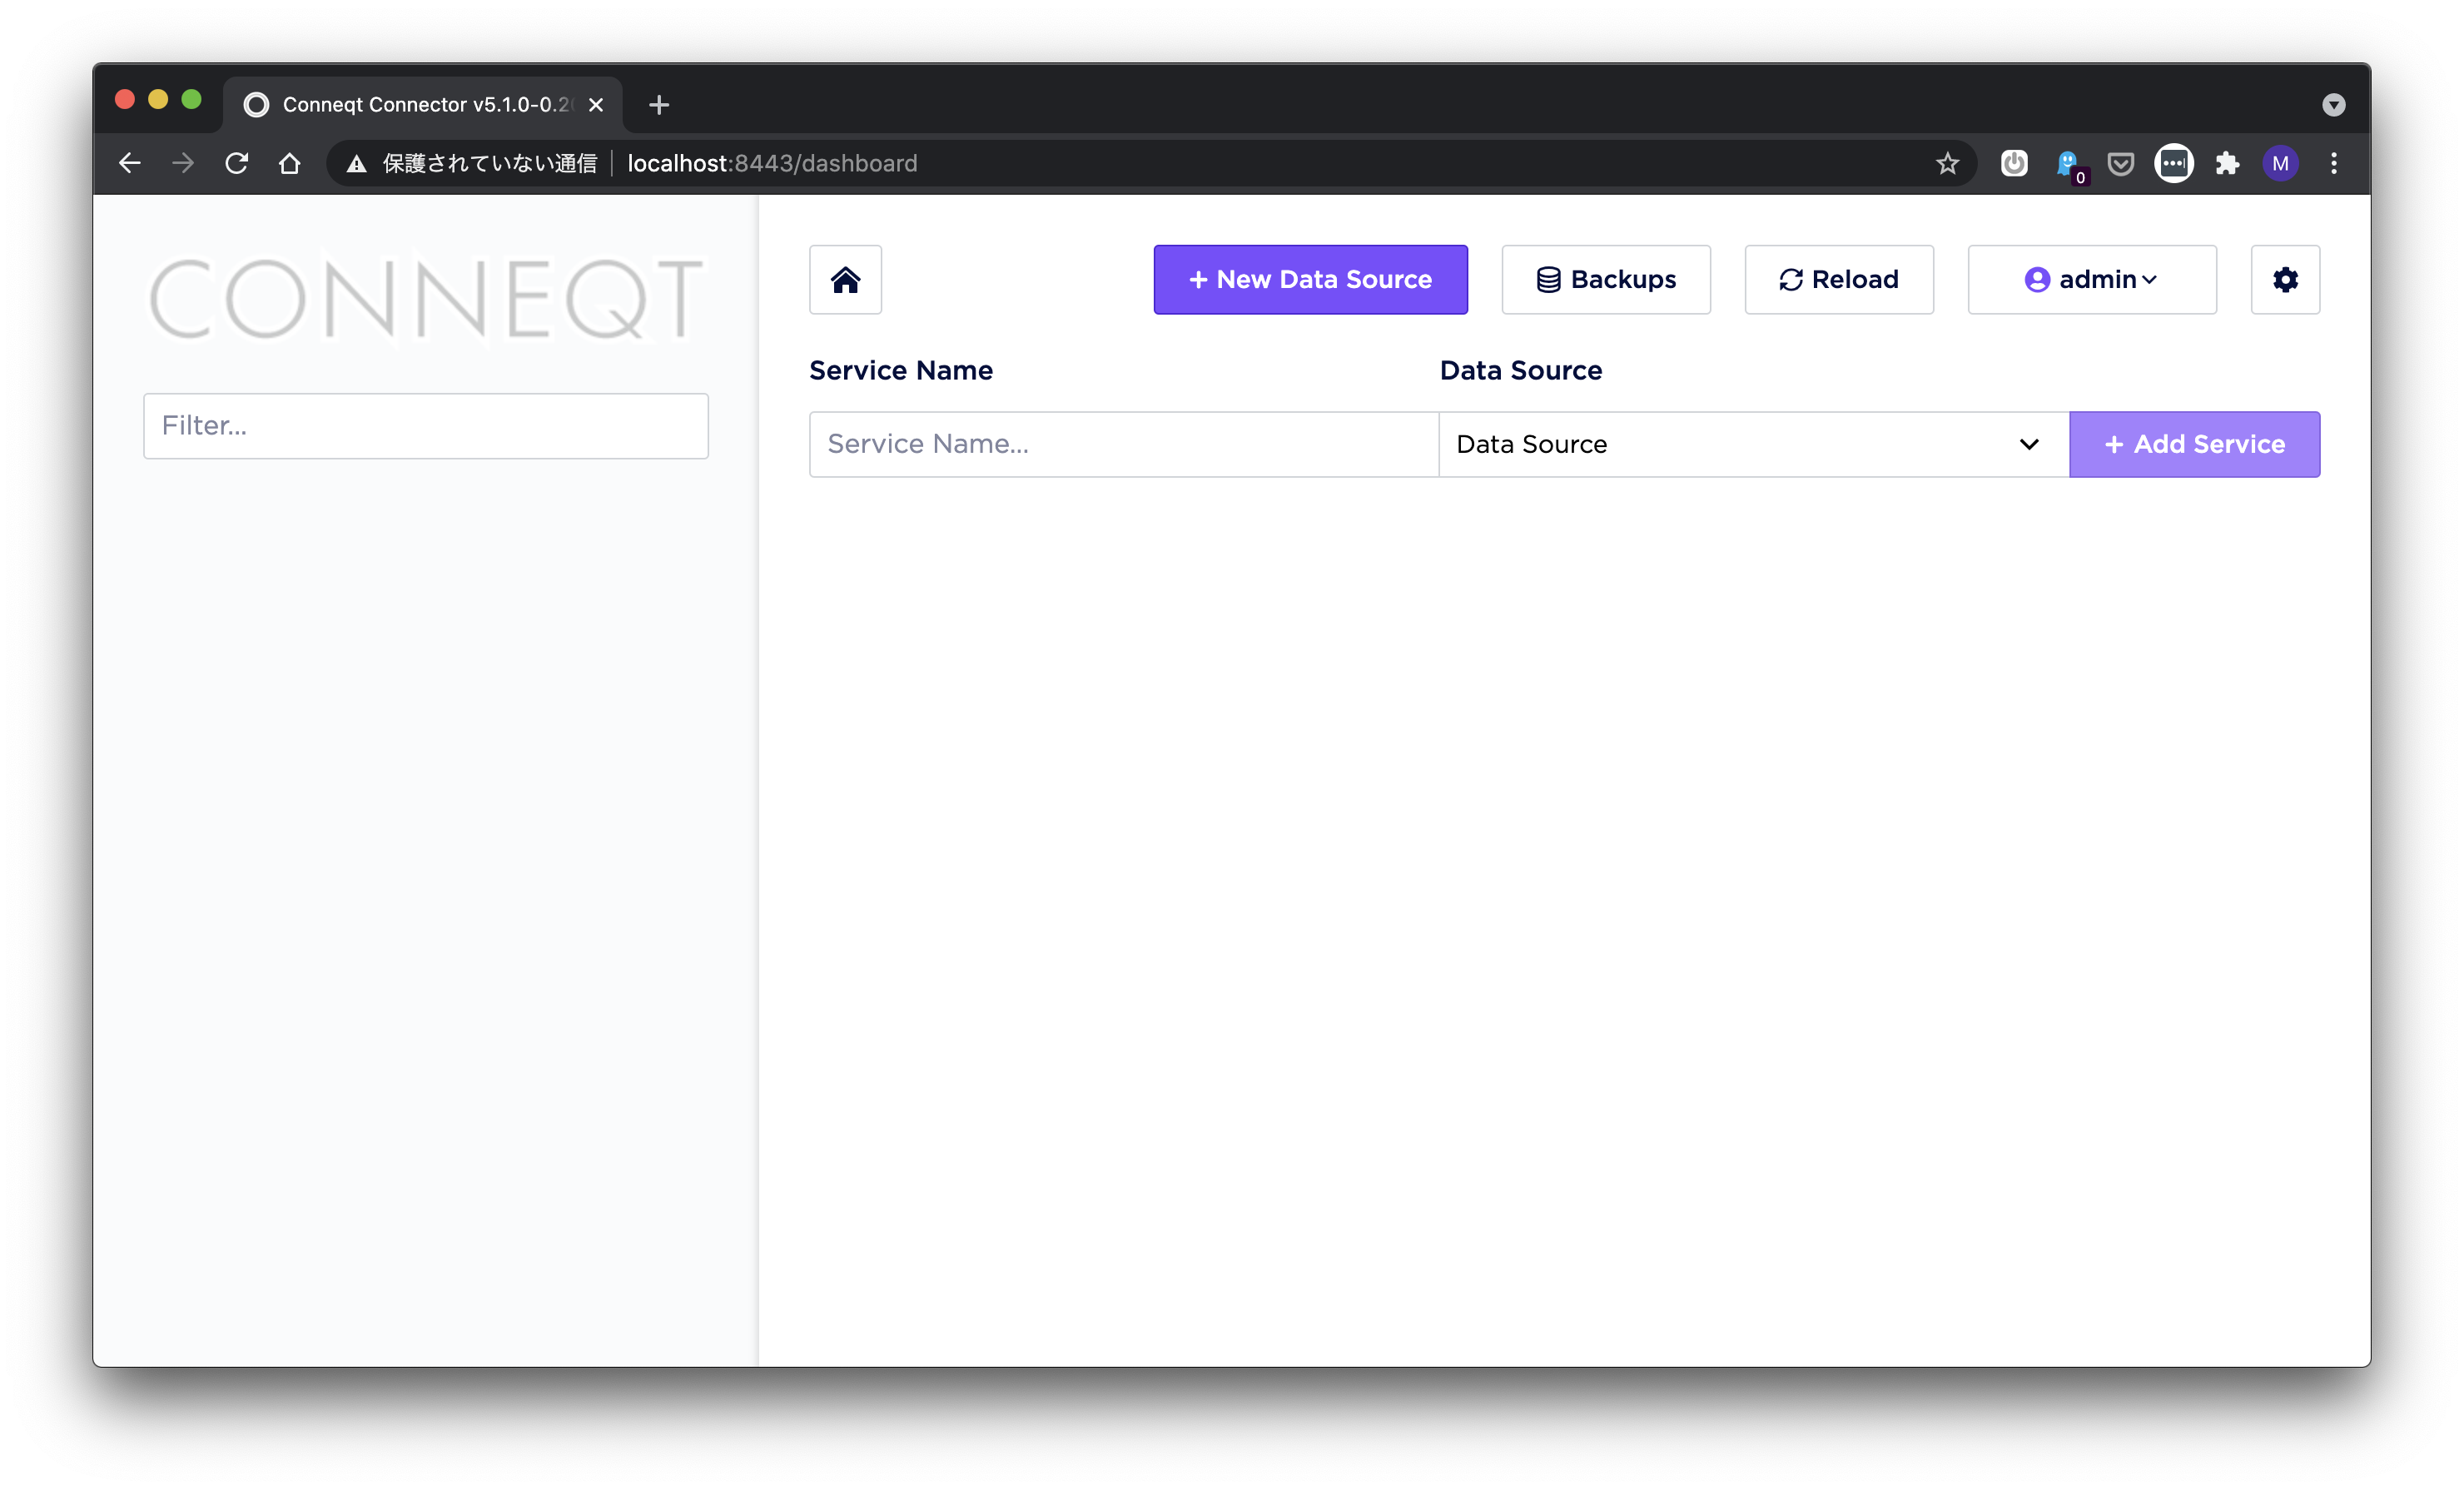 Conneqt Connector v5.1.0-0.2
保護されていない通信 localhost:8443/dashboard
0
M
CONNEQT
Filter...
+ New Data Source
Backups
Reload
admin
Service Name Data Source
Service Name... Data Source + Add Service